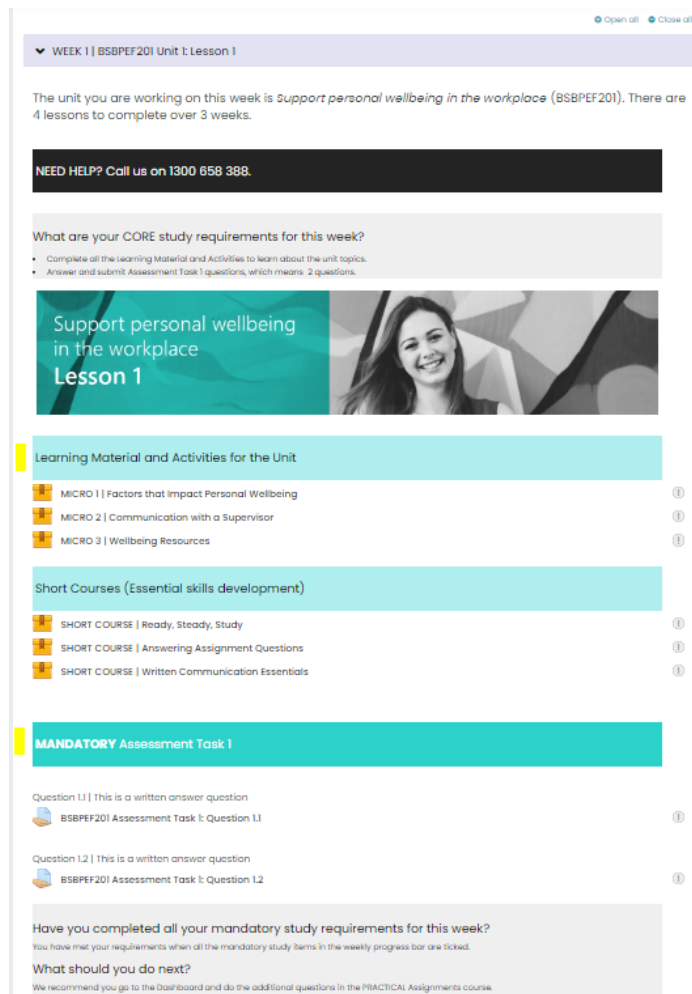 Open all Close all
WEEK 1 | BSBPEF201 Unit 1: Lesson 1
The unit you are working on this week is Support personal wellbeing in the workplace (BSBPEF201). There are
4 lessons to complete over 3 weeks.
NEED HELP? Call us on 1300 658 388.
What are your CORE study requirements for this week?
• Complete all the Learning Material and Activities to learn about the unit topics.
• Answer and submit Assessment Task 1 questions, which means 2 questions.
Support personal wellbeing
in the workplace
Lesson 1
Learning Material and Activities for the Unit
MICRO 1 | Factors that Impact Personal Wellbeing
MICRO 2 | Communication with a Supervisor
MICRO 3 | Wellbeing Resources
Short Courses (Essential skills development)
SHORT COURSE | Ready, Steady, Study
SHORT COURSE | Answering Assignment Questions
SHORT COURSE | Written Communication Essentials
MANDATORY Assessment Task 1
Question 1.1 | This is a written answer question
BSBPEF201 Assessment Task 1: Question 1.1
Question 1.2 | This is a written answer question
BSBPEF201 Assessment Task 1: Question 1.2
Have you completed all your mandatory study requirements for this week?
You have met your requirements when all the mandatory study items in the weekly progress bar are ticked.
What should you do next?
We recommend you go to the Dashboard and do the additional questions in the PRACTICAL Assignments course.